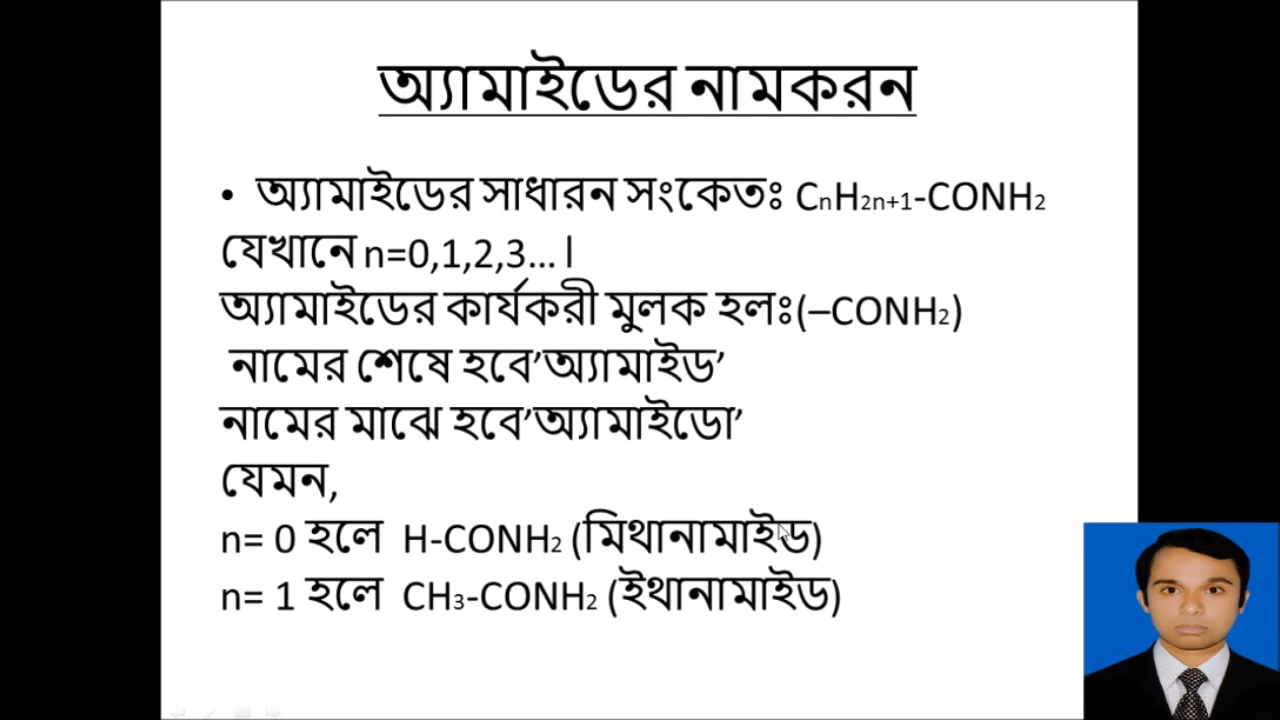 অ্যামাইডের নামকরন
• অ্যামাইডের সাধারন সংকেতঃ CₙH₂ₙ₊₁-CONH₂
যেখানে n=0,1,2,3...।
অ্যামাইডের কার্যকরী মুলক হলঃ(–CONH₂)
নামের শেষে হবে’অ্যামাইড’
নামের মাঝে হবে’অ্যামাইডো’
যেমন,
n= 0 হলে H-CONH₂ (মিথানামাইড)
n= 1 হলে CH₃-CONH₂ (ইথানামাইড)